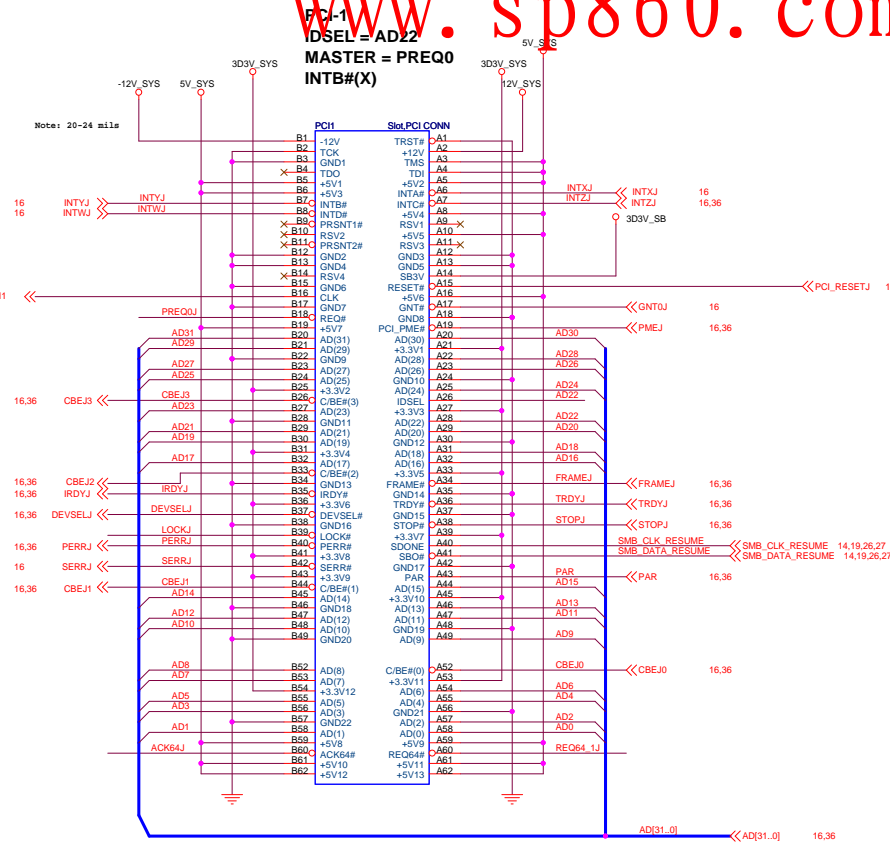 www.sp860.com
PCI-1
IDSEL = AD22
MASTER = PREQ0
INTB#(X)
5V_SYS
3D3V_SYS
3D3V_SYS
-12V_SYS
5V_SYS
12V_SYS
Note: 20-24 mils
PCI1 Slot,PCI CONN
B1 -12V TRST# A1
B2 TCK +12V A2
B3 GND1 TMS A3
B4 TDO TDI A4
B5 +5V1 +5V2 A5
B6 +5V3 INTA# A6 INTXJ INTXJ 16
16 INTYJ INTYJ B7 INTB# INTC# A7 INTZJ INTZJ 16,36
16 INTWJ INTWJ B8 INTD# +5V4 A8
B9 PRSNT1# RSV1 A9 3D3V_SB
B10 RSV2 +5V5 A10
B11 PRSNT2# RSV3 A11
B12 GND2 GND3 A12
B13 GND4 GND5 A13
B14 RSV4 SB3V A14
B15 GND6 RESET# A15 PCI_RESETJ
B16 CLK +5V6 A16
B17 GND7 GNT# A17 GNT0J 16
PREQ0J B18 REQ# GND8 A18
B19 +5V7 PCI_PME# A19 PMEJ 16,36
AD31 B20 AD(31) AD(30) A20 AD30
AD29 B21 AD(29) +3.3V1 A21
B22 GND9 AD(28) A22 AD28
AD27 B23 AD(27) AD(26) A23 AD26
AD25 B24 AD(25) GND10 A24
B25 +3.3V2 AD(24) A25 AD24
16,36 CBEJ3 CBEJ3 B26 C/BE#(3) IDSEL A26 AD22
AD23 B27 AD(23) +3.3V3 A27
B28 GND11 AD(22) A28 AD22
AD21 B29 AD(21) AD(20) A29 AD20
AD19 B30 AD(19) GND12 A30
B31 +3.3V4 AD(18) A31 AD18
AD17 B32 AD(17) AD(16) A32 AD16
B33 C/BE#(2) +3.3V5 A33
16,36 CBEJ2 B34 GND13 FRAME# A34 FRAMEJ FRAMEJ 16,36
16,36 IRDYJ IRDYJ B35 IRDY# GND14 A35
B36 +3.3V6 TRDY# A36 TRDYJ TRDYJ 16,36
16,36 DEVSELJ DEVSELJ B37 DEVSEL# GND15 A37
B38 GND16 STOP# A38 STOPJ STOPJ 16,36
LOCKJ B39 LOCK# +3.3V7 A39
16,36 PERRJ PERRJ B40 PERR# SDONE A40 SMB_CLK_RESUME SMB_CLK_RESUME 14,19,26,27
B41 +3.3V8 SBO# A41 SMB_DATA_RESUME SMB_DATA_RESUME 14,19,26,27
16 SERRJ SERRJ B42 SERR# GND17 A42
B43 +3.3V9 PAR A43 PAR PAR 16,36
16,36 CBEJ1 CBEJ1 B44 C/BE#(1) AD(15) A44 AD15
AD14 B45 AD(14) +3.3V10 A45
B46 GND18 AD(13) A46 AD13
AD12 B47 AD(12) AD(11) A47 AD11
AD10 B48 AD(10) GND19 A48
B49 GND20 AD(9) A49 AD9
AD8 B52 AD(8) C/BE#(0) A52 CBEJ0 CBEJ0 16,36
AD7 B53 AD(7) +3.3V11 A53
B54 +3.3V12 AD(6) A54 AD6
AD5 B55 AD(5) AD(4) A55 AD4
AD3 B56 AD(3) GND21 A56
B57 GND22 AD(2) A57 AD2
AD1 B58 AD(1) AD(0) A58 AD0
B59 +5V8 +5V9 A59
ACK64J B60 ACK64# REQ64# A60 REQ64_1J
B61 +5V10 +5V11 A61
B62 +5V12 +5V13 A62
AD[31..0] AD[31..0] 16,36